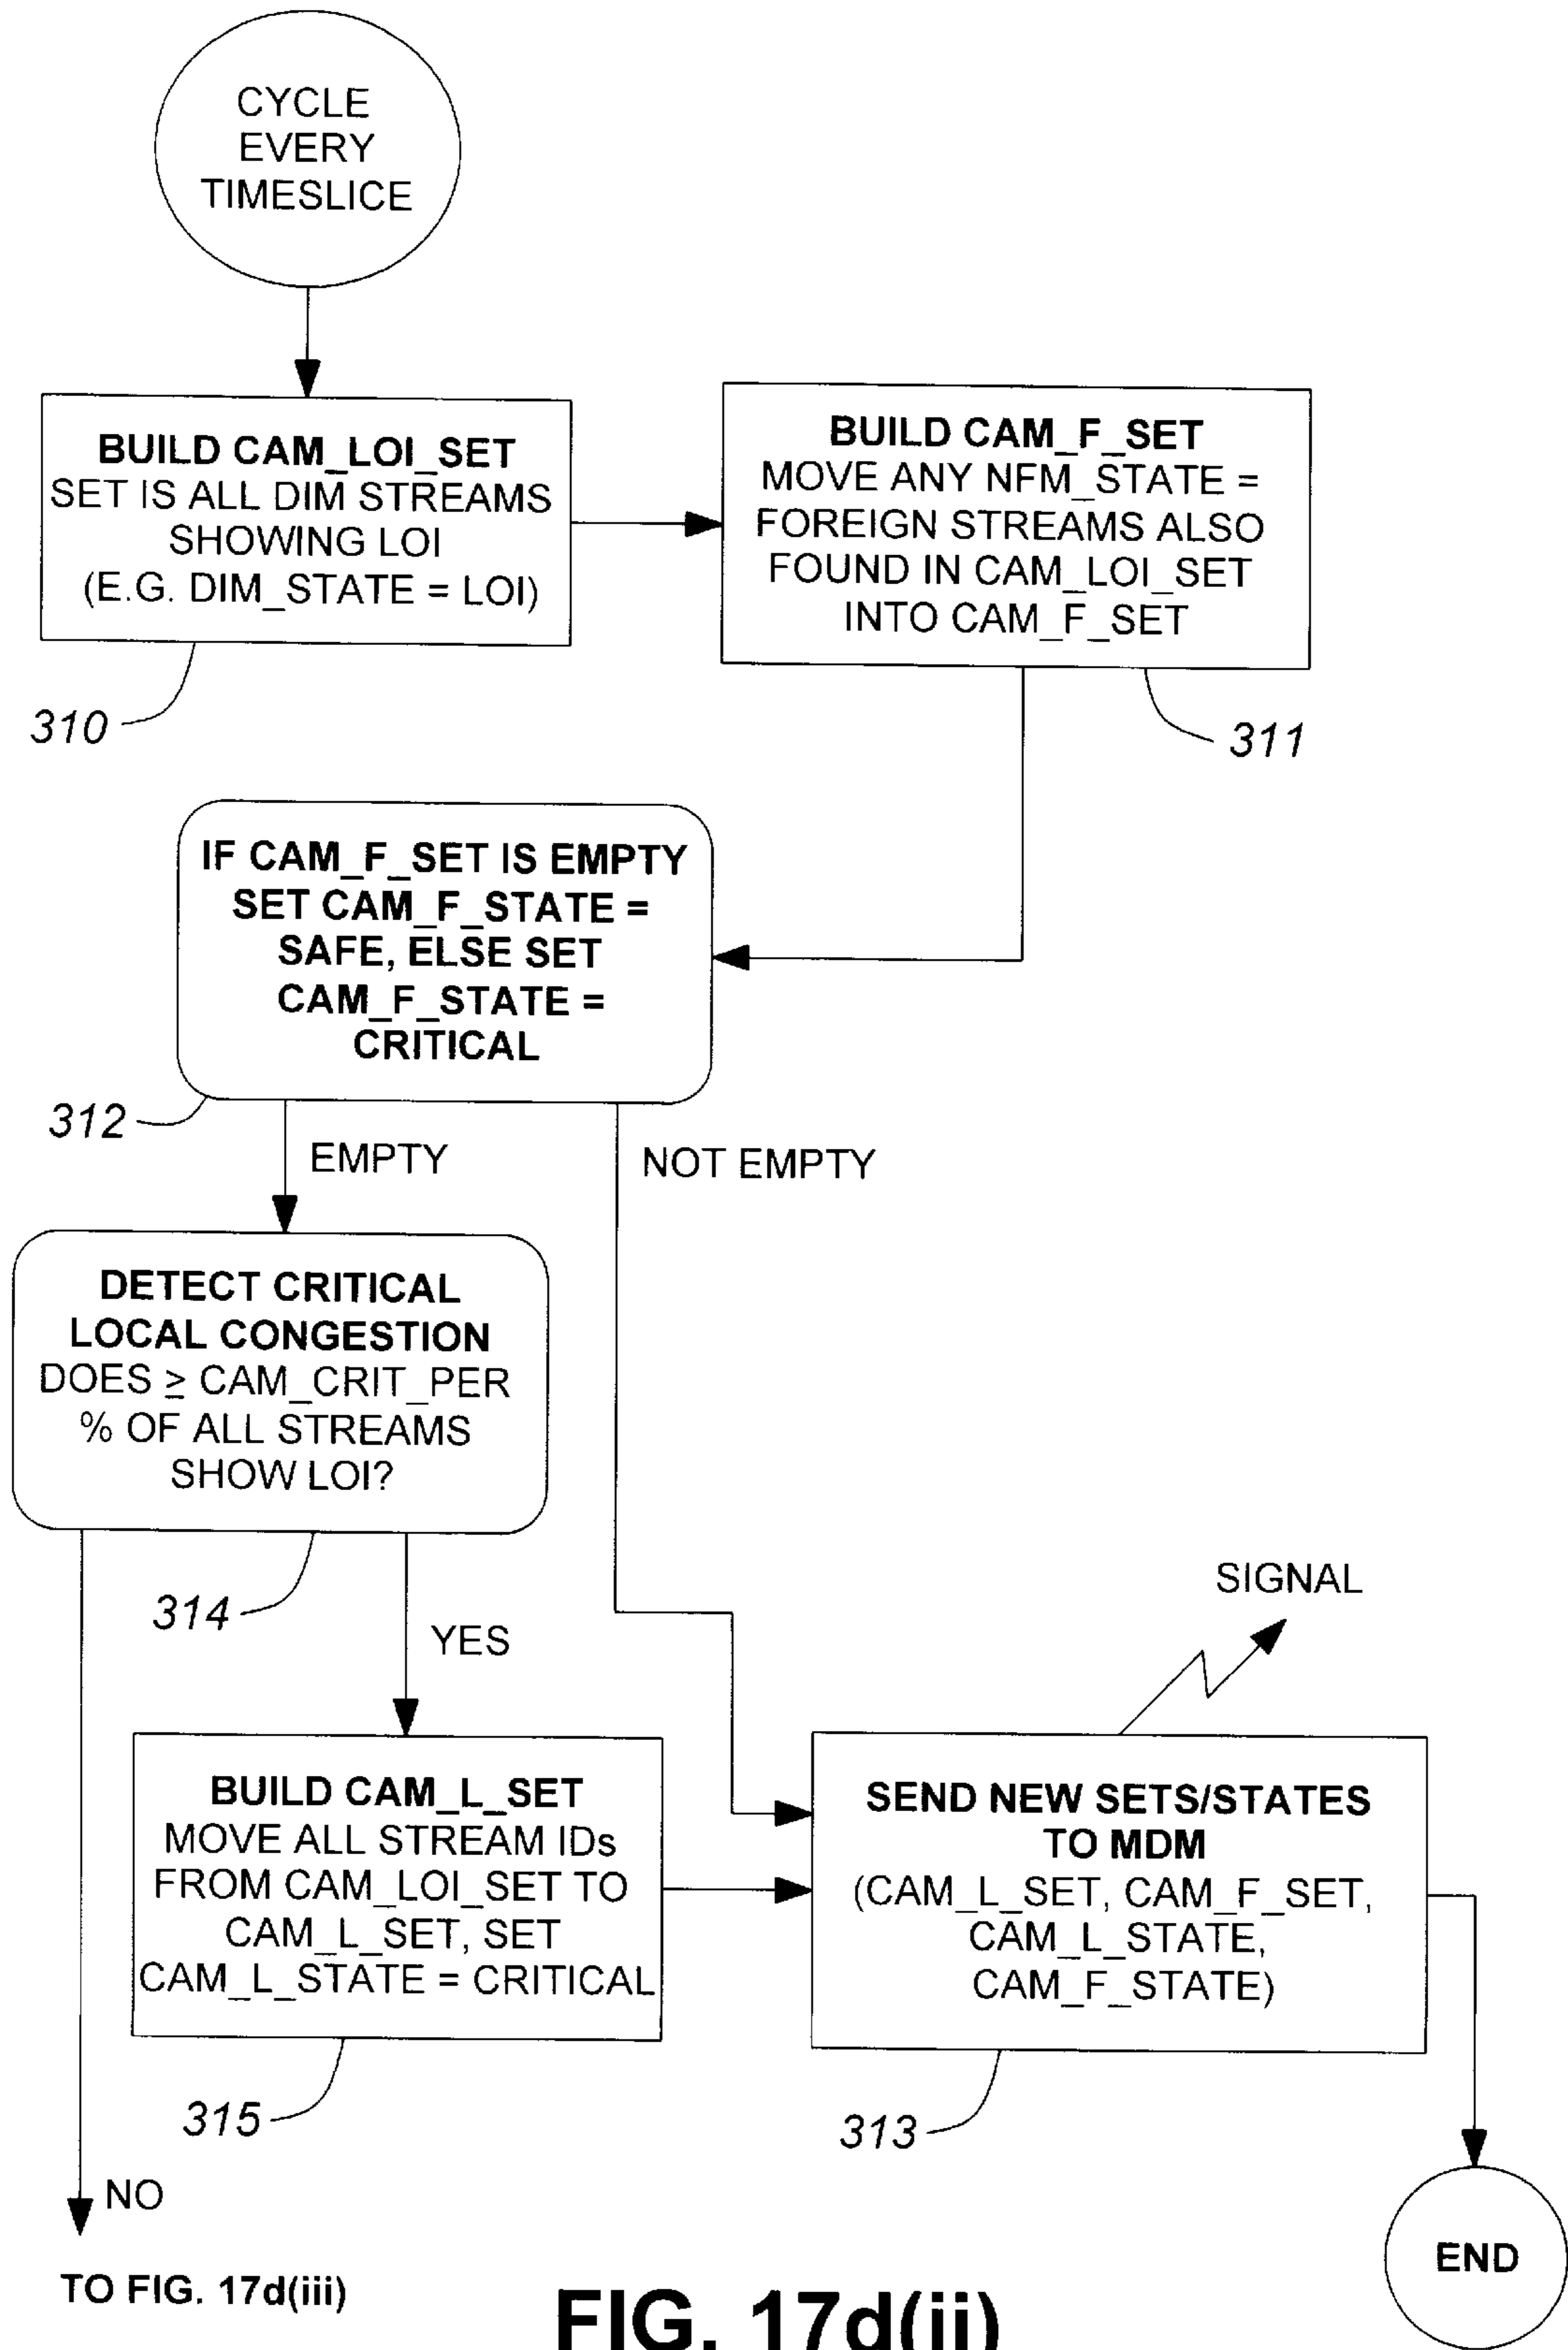 CYCLE
EVERY
TIMESLICE
BUILD CAM_LOI_SET
SET IS ALL DIM STREAMS
SHOWING LOI
(E.G. DIM_STATE = LOI)
310
BUILD CAM_F_SET
MOVE ANY NFM_STATE =
FOREIGN STREAMS ALSO
FOUND IN CAM_LOI_SET
INTO CAM_F_SET
311
IF CAM_F_SET IS EMPTY
SET CAM_F_STATE =
SAFE, ELSE SET
CAM_F_STATE =
CRITICAL
312
EMPTY
NOT EMPTY
DETECT CRITICAL
LOCAL CONGESTION
DOES ≥ CAM_CRIT_PER
% OF ALL STREAMS
SHOW LOI?
314
YES
SIGNAL
BUILD CAM_L_SET
MOVE ALL STREAM IDs
FROM CAM_LOI_SET TO
CAM_L_SET, SET
CAM_L_STATE = CRITICAL
315
SEND NEW SETS/STATES
TO MDM
(CAM_L_SET, CAM_F_SET,
CAM_L_STATE,
CAM_F_STATE)
313
NO
TO FIG. 17d(iii)
END
FIG. 17d(ii)